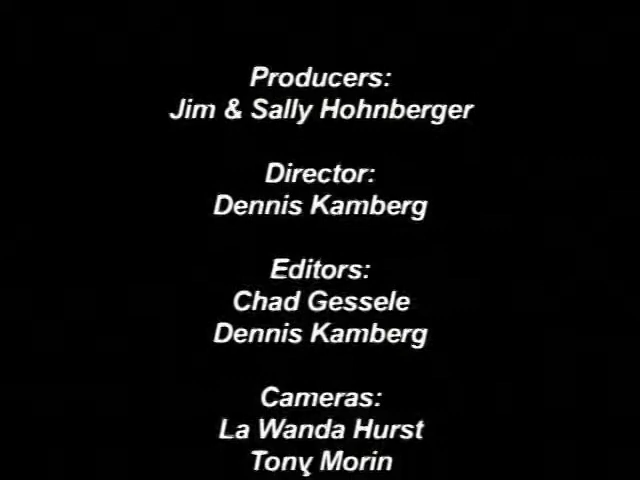 Producers:
Jim & Sally Hohnberger
Director:
Dennis Kamberg
Editors:
Chad Gessele
Dennis Kamberg
Cameras:
La Wanda Hurst
Tony Morin